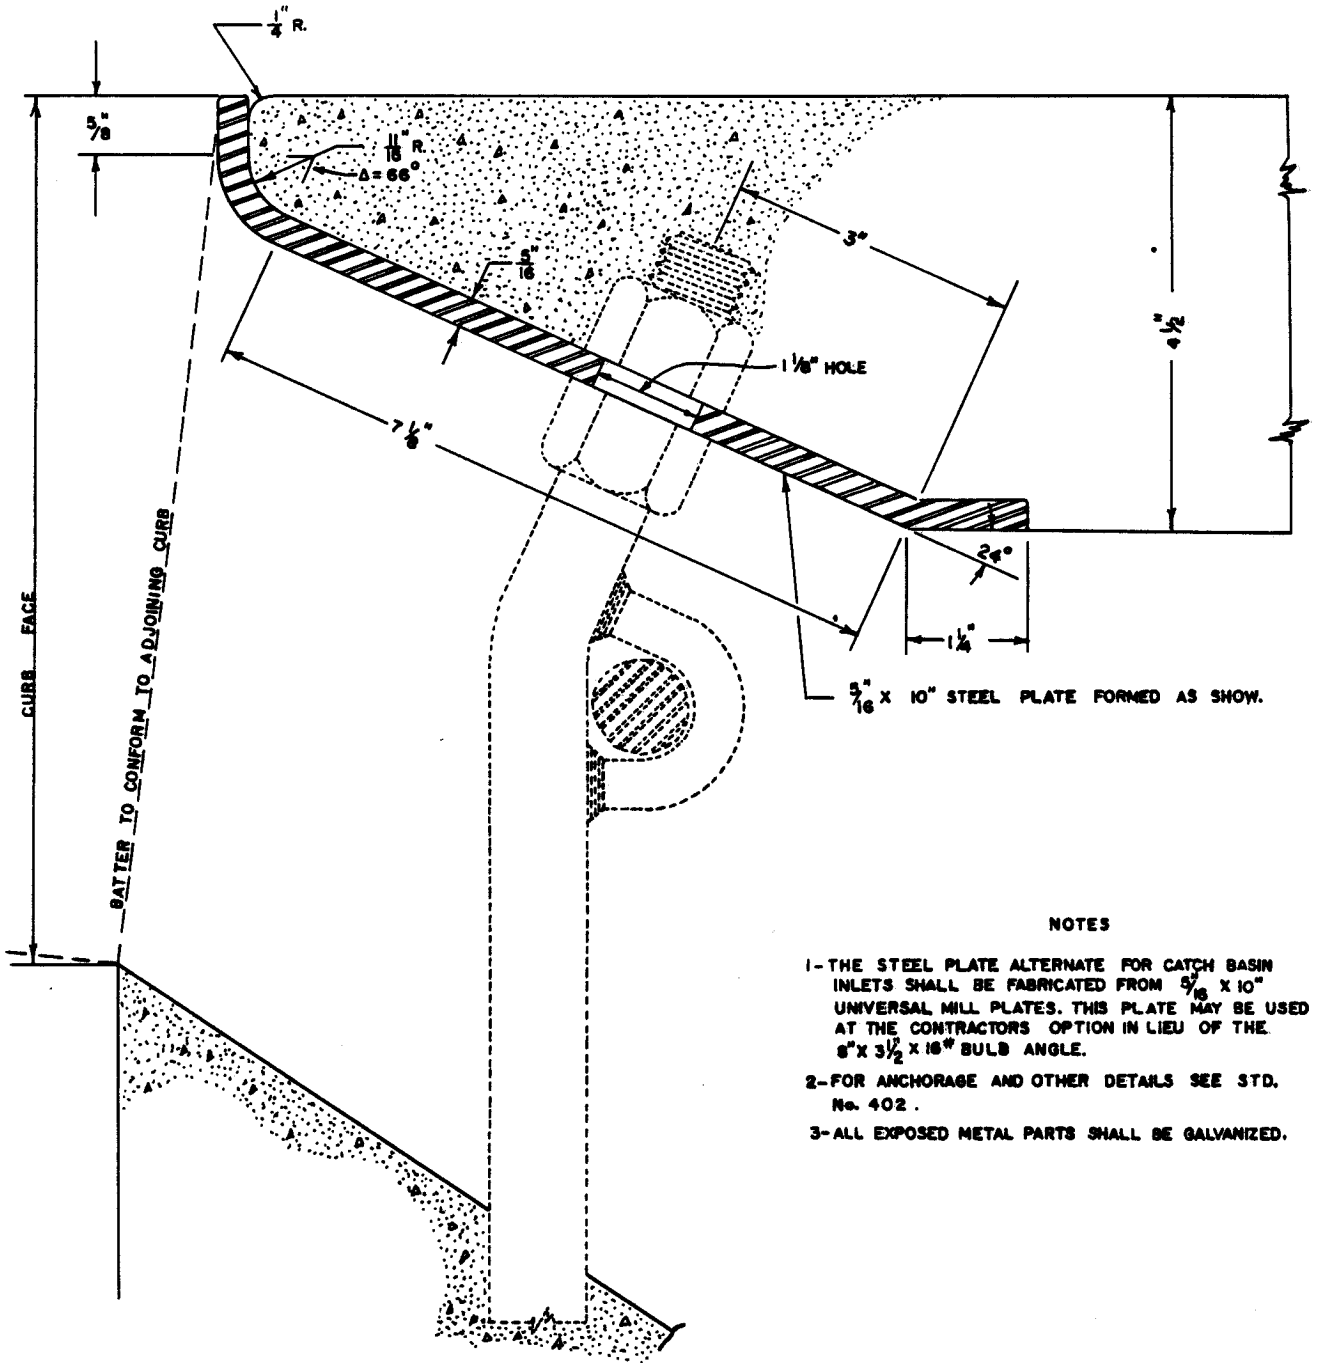 1/4" R.
5/8"
11/16" R.
Δ = 66°
5/16"
3"
4 1/2"
1 1/8" HOLE
7 1/8"
24°
1 1/4"
CURB FACE
BATTER TO CONFORM TO ADJOINING CURB
5/16" X 10" STEEL PLATE FORMED AS SHOW.
NOTES
1- THE STEEL PLATE ALTERNATE FOR CATCH BASIN
INLETS SHALL BE FABRICATED FROM 5/16" X 10"
UNIVERSAL MILL PLATES. THIS PLATE MAY BE USED
AT THE CONTRACTORS OPTION IN LIEU OF THE
8" X 3 1/2" X 18# BULB ANGLE.
2- FOR ANCHORAGE AND OTHER DETAILS SEE STD.
No. 402.
3- ALL EXPOSED METAL PARTS SHALL BE GALVANIZED.